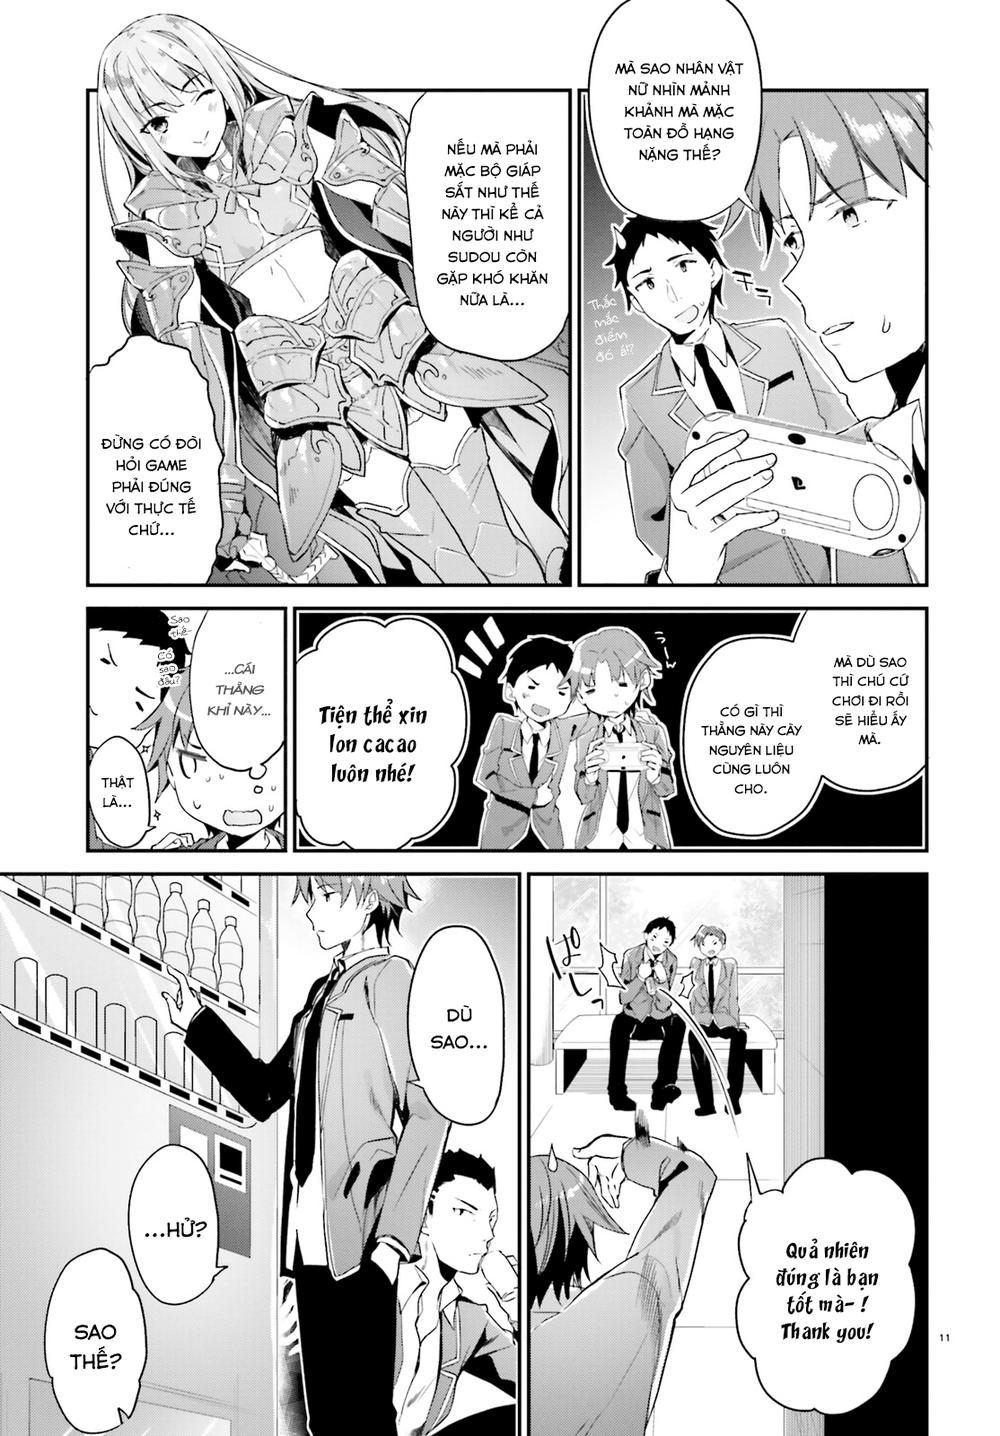 MÀ SAO NHÂN VẬT
NỮ NHÌN MẢNH
KHẢNH MÀ MẶC
TOÀN ĐỒ HẠNG
NẶNG THẾ?
Thắc
mắc
điểm
đó á!?
NẾU MÀ PHẢI
MẶC BỘ GIÁP
SẮT NHƯ THẾ
NÀY THÌ KỂ CẢ
NGƯỜI NHƯ
SUDOU CÒN
GẶP KHÓ KHĂN
NỮA LÀ...
ĐỪNG CÓ ĐÒI
HỎI GAME
PHẢI ĐÚNG
VỚI THỰC TẾ
CHỨ...
MÀ DÙ SAO
THÌ CHÚ CỨ
CHƠI ĐI RỒI
SẼ HIỂU ẤY
MÀ.
CÓ GÌ THÌ
THẰNG NÀY CÀY
NGUYÊN LIỆU
CÙNG LUÔN
CHO.
Tiện thể xin
lon cacao
luôn nhé!
...CÁI
THẰNG
KHỈ NÀY...
Sao
thế~
Có
sao
đâu?
THẬT
LÀ...
ぱしっ
Quả nhiên
đúng là bạn
tốt mà~!
Thank you!
DÙ
SAO...
...HỬ?
SAO
THẾ?
11